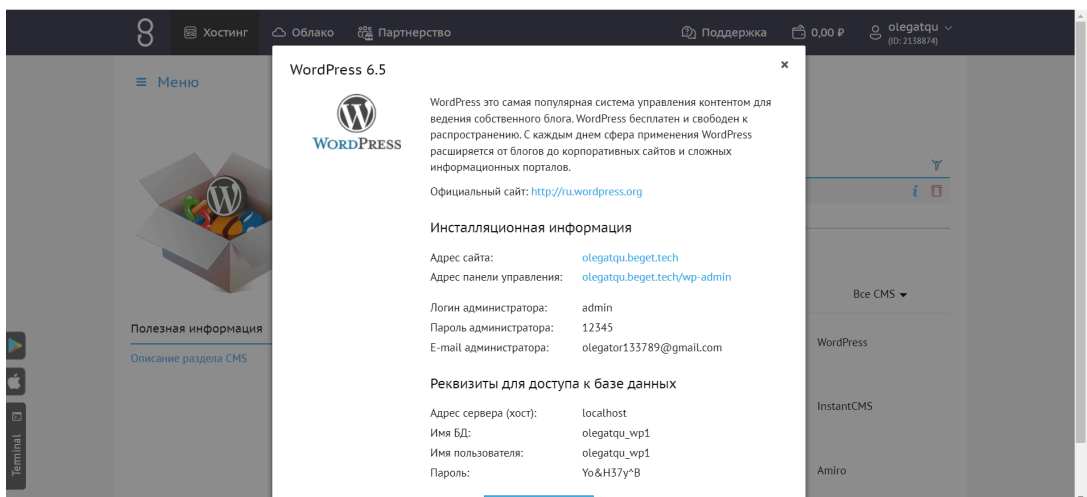 Хостинг
Облако
Партнерство
Поддержка
0,00 ₽
olegatqu
(ID: 2138874)
Меню
WordPress 6.5
×
WORDPRESS
WordPress это самая популярная система управления контентом для
ведения собственного блога. WordPress бесплатен и свободен к
распространению. С каждым днем сфера применения WordPress
расширяется от блогов до корпоративных сайтов и сложных
информационных порталов.
Официальный сайт: http://ru.wordpress.org
Инсталляционная информация
Адрес сайта: olegatqu.beget.tech
Адрес панели управления: olegatqu.beget.tech/wp-admin
Логин администратора: admin
Пароль администратора: 12345
E-mail администратора: olegator133789@gmail.com
Реквизиты для доступа к базе данных
Адрес сервера (хост): localhost
Имя БД: olegatqu_wp1
Имя пользователя: olegatqu_wp1
Пароль: Yo&H37y^B
Полезная информация
Описание раздела CMS
Все CMS
WordPress
InstantCMS
Amiro
Terminal